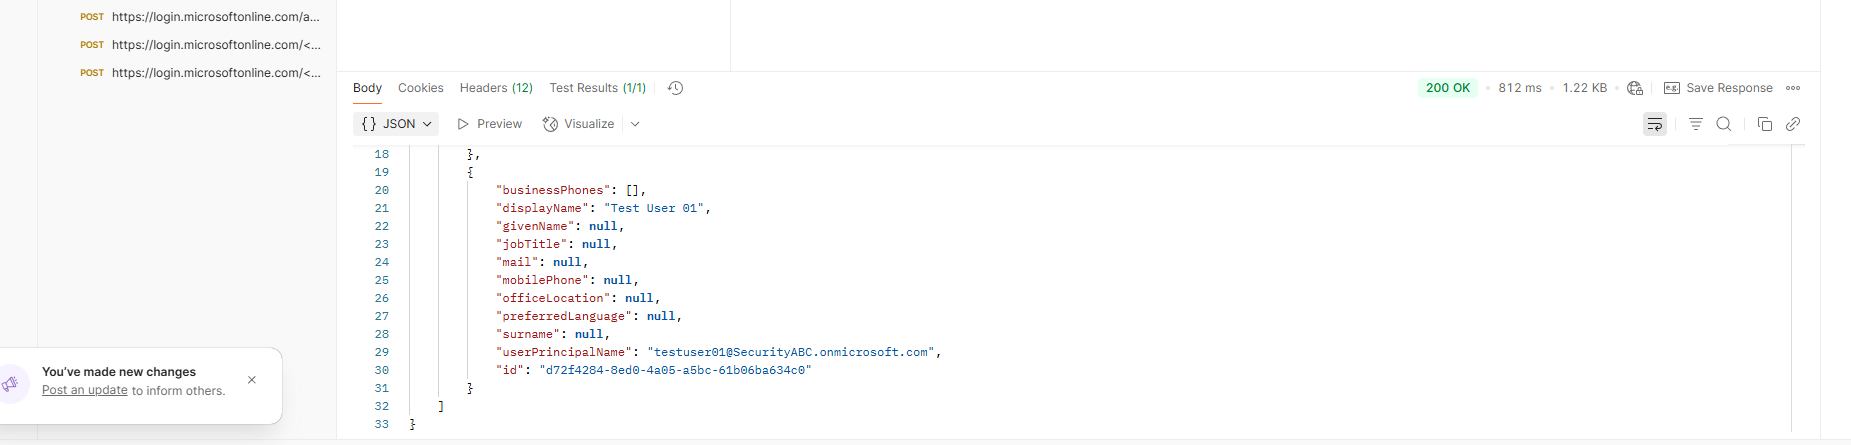 POST https://login.microsoftonline.com/a...
POST https://login.microsoftonline.com/<...
POST https://login.microsoftonline.com/<...
Body Cookies Headers (12) Test Results (1/1) 200 OK 812 ms 1.22 KB e.g. Save Response
{} JSON Preview Visualize
18 },
19 {
20 "businessPhones": [],
21 "displayName": "Test User 01",
22 "givenName": null,
23 "jobTitle": null,
24 "mail": null,
25 "mobilePhone": null,
26 "officeLocation": null,
27 "preferredLanguage": null,
28 "surname": null,
29 "userPrincipalName": "testuser01@SecurityABC.onmicrosoft.com",
30 "id": "d72f4284-8ed0-4a05-a5bc-61b06ba634c0"
31 }
32 ]
33 }
You've made new changes
Post an update to inform others.